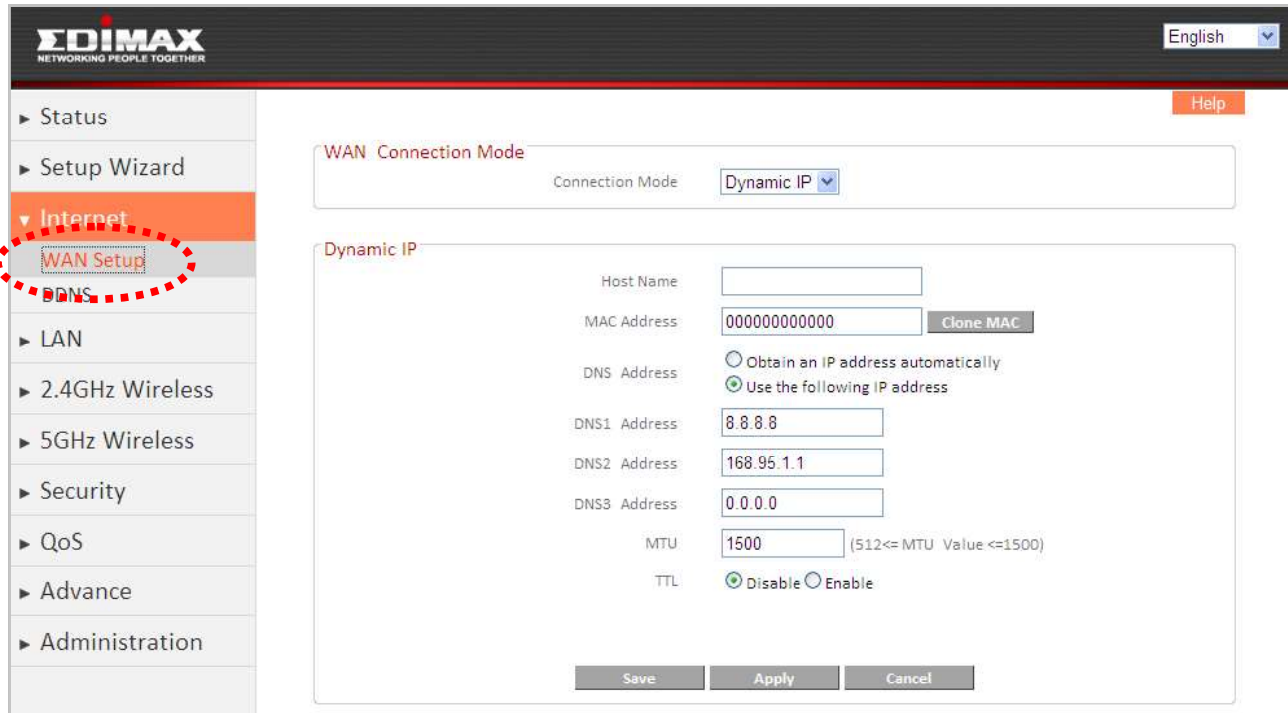 EDIMAX
NETWORKING PEOPLE TOGETHER
English
Help
► Status
► Setup Wizard
▼ Internet
WAN Setup
DDNS
► LAN
► 2.4GHz Wireless
► 5GHz Wireless
► Security
► QoS
► Advance
► Administration
WAN Connection Mode
Connection Mode Dynamic IP
Dynamic IP
Host Name
MAC Address 000000000000 Clone MAC
DNS Address Obtain an IP address automatically
Use the following IP address
DNS1 Address 8.8.8.8
DNS2 Address 168.95.1.1
DNS3 Address 0.0.0.0
MTU 1500 (512<= MTU Value <=1500)
TTL Disable Enable
Save Apply Cancel